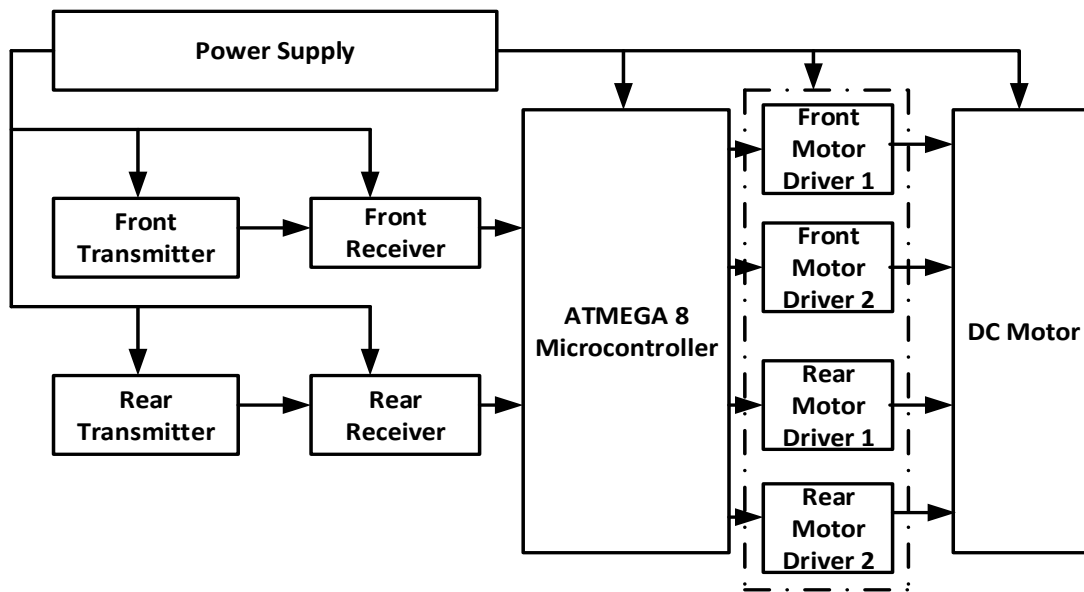 Power Supply
Front
Transmitter
Front
Receiver
Rear
Transmitter
Rear
Receiver
ATMEGA 8
Microcontroller
Front
Motor
Driver 1
Front
Motor
Driver 2
Rear
Motor
Driver 1
Rear
Motor
Driver 2
DC Motor